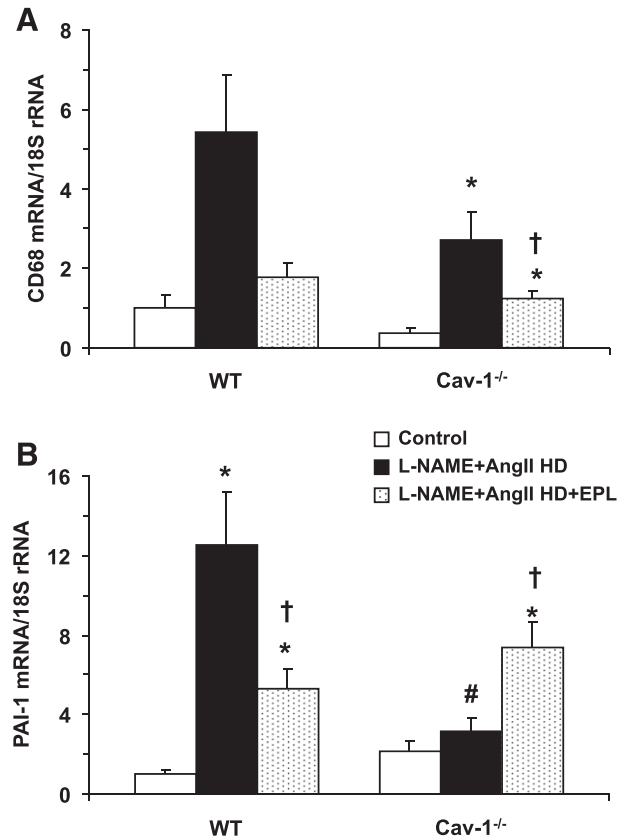 A
8
6
4
2
0
CD68 mRNA/18S rRNA
*
†
*
WT
Cav-1-/-
Control
L-NAME+AngII HD
L-NAME+AngII HD+EPL
B
16
12
8
4
0
PAI-1 mRNA/18S rRNA
*
†
*
#
†
*
WT
Cav-1-/-